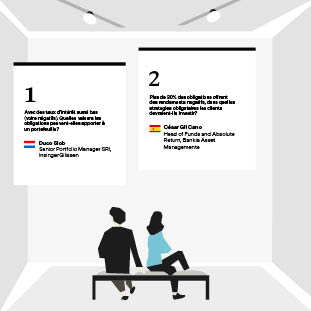 1
Avec des taux d'intérêt aussi bas
(voire négatifs). Quelles valeurs les
obligations peuvent-elles apporter à
un portefeuille?
Duco Slob
Senior Portfolio Manager SRI,
InsingerGilissen
2
Plus de 20% des obligations offrent
des rendements négatifs, dans quelles
stratégies obligataires les clients
devraient-ils investir?
César Gil Cano
Head of Funds and Absolute
Return, Bankia Asset
Managemente